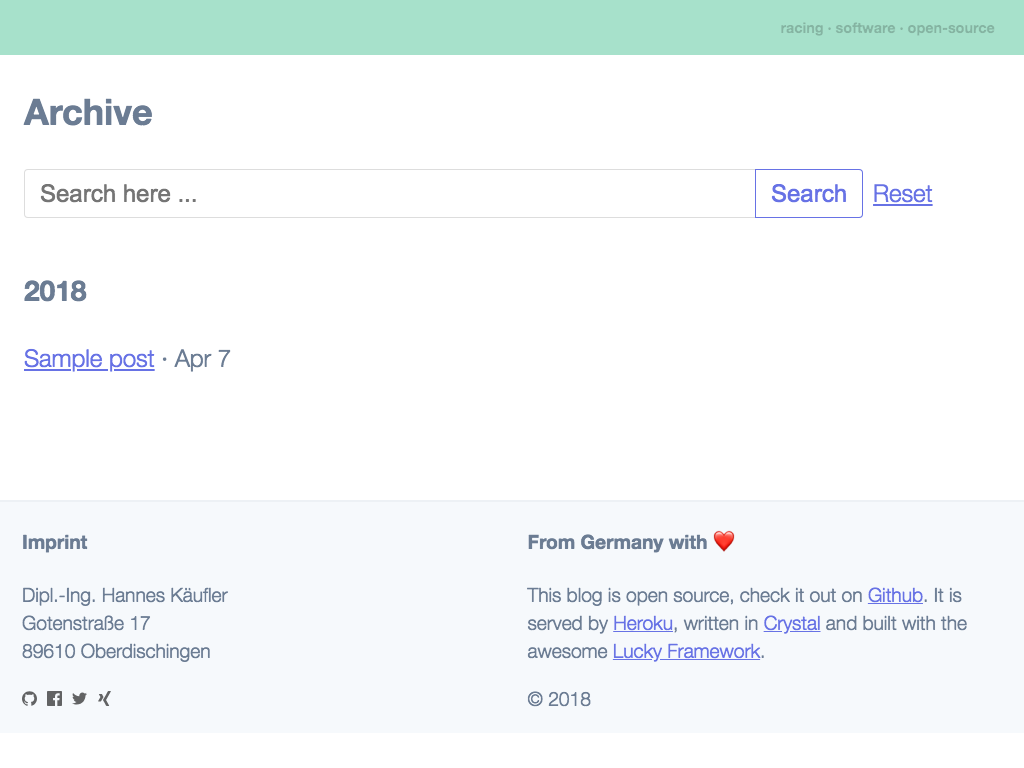 racing · software · open-source
Archive
Search here ...
Search
Reset
2018
Sample post · Apr 7
Imprint
Dipl.-Ing. Hannes Käufler
Gotenstraße 17
89610 Oberdischingen
From Germany with ❤️
This blog is open source, check it out on Github. It is
served by Heroku, written in Crystal and built with the
awesome Lucky Framework.
© 2018